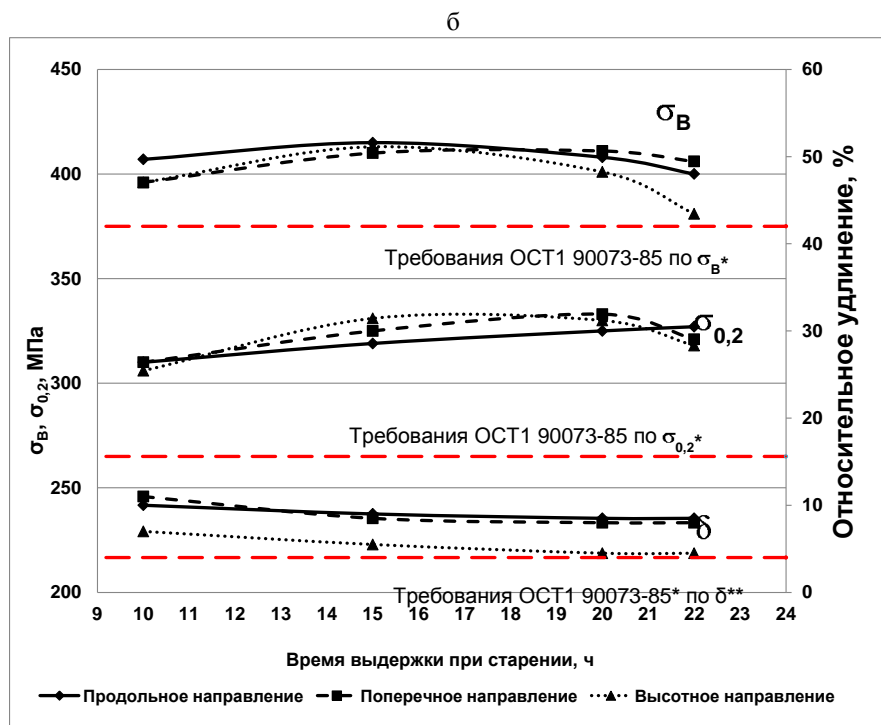 б
450
400
350
300
250
200
60
50
40
30
20
10
0
σВ, σ0,2, МПа
Относительное удлинение, %
σВ
Требования ОСТ1 90073-85 по σВ*
σ0,2
Требования ОСТ1 90073-85 по σ0,2*
δ
Требования ОСТ1 90073-85* по δ**
9 10 11 12 13 14 15 16 17 18 19 20 21 22 23 24
Время выдержки при старении, ч
Продольное направление Поперечное направление Высотное направление